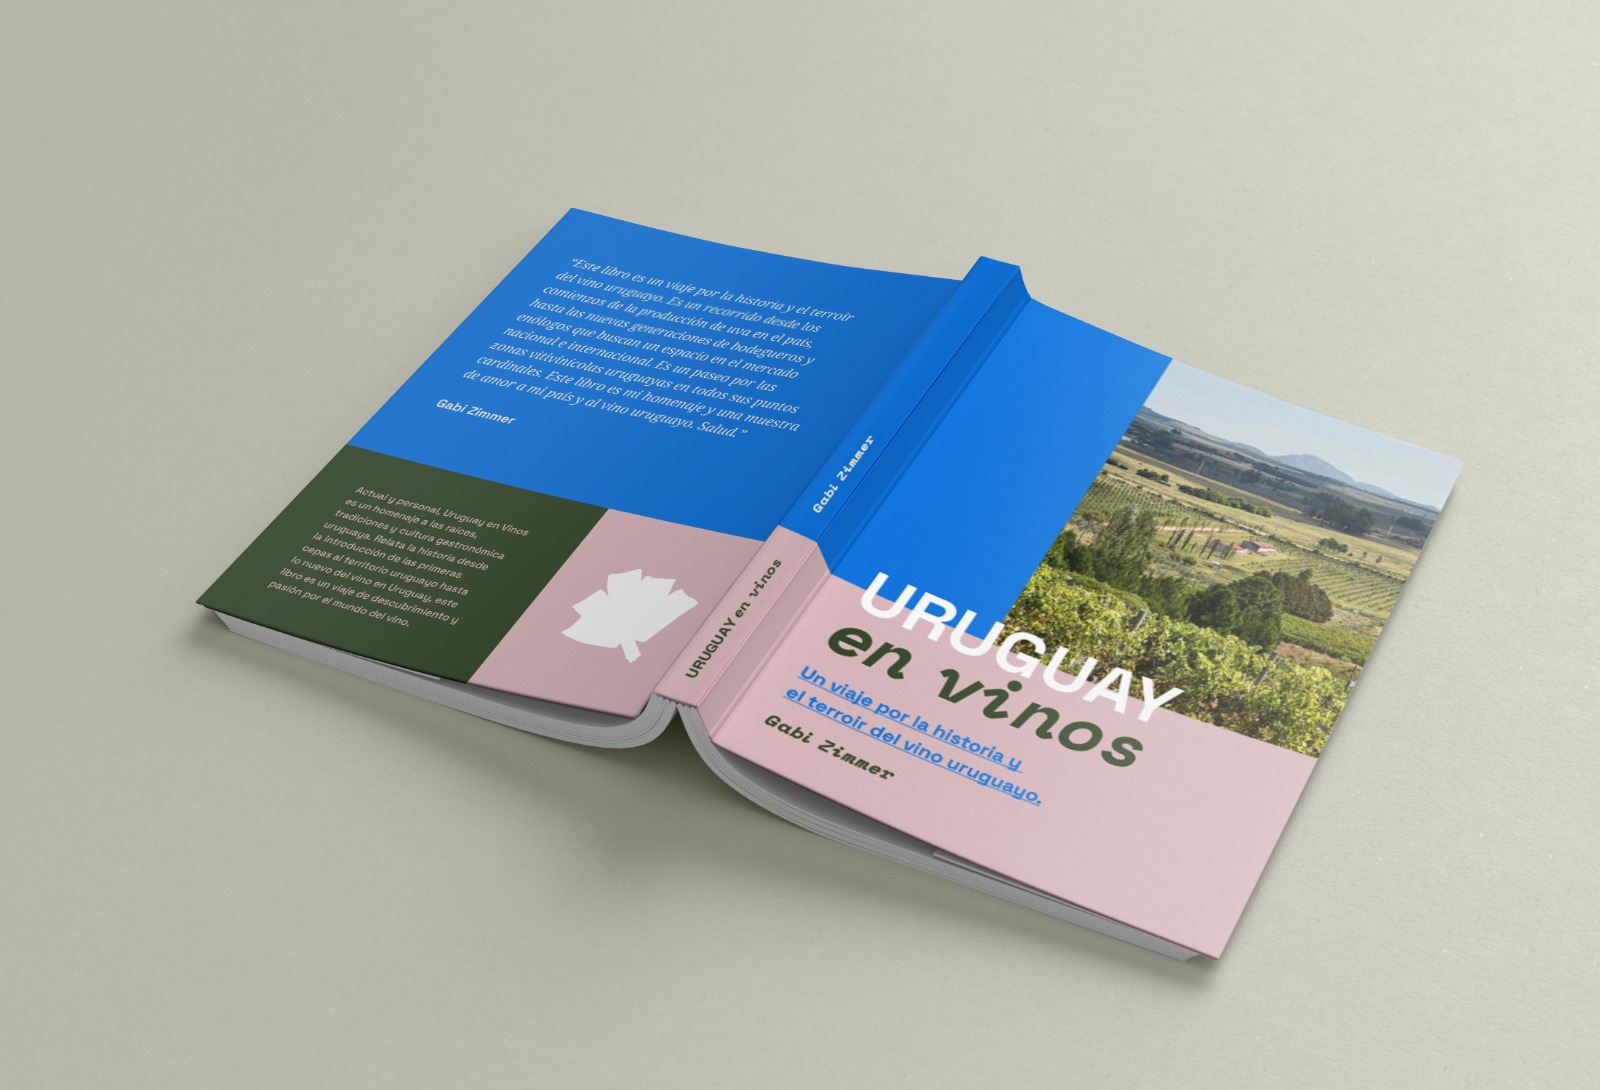 “Este libro es un viaje por la historia y el terroir
del vino uruguayo. Es un recorrido desde los
comienzos de la producción de uva en el país,
hasta las nuevas generaciones de bodegueros y
enólogos que buscan un espacio en el mercado
nacional e internacional. Es un paseo por las
zonas vitivinícolas uruguayas en todos sus puntos
cardinales. Este libro es mi homenaje y una muestra
de amor a mi país y al vino uruguayo. Salud.”
Gabi Zimmer
Actual y personal, Uruguay en Vinos
es un homenaje a las raíces,
tradiciones y cultura gastronómica
uruguaya. Relata la historia desde
la introducción de las primeras
cepas al territorio uruguayo hasta
lo nuevo del vino en Uruguay, este
libro es un viaje de descubrimiento y
pasión por el mundo del vino.
URUGUAY en vinos
Gabi Zimmer
URUGUAY
en vinos
Un viaje por la historia y
el terroir del vino uruguayo.
Gabi Zimmer